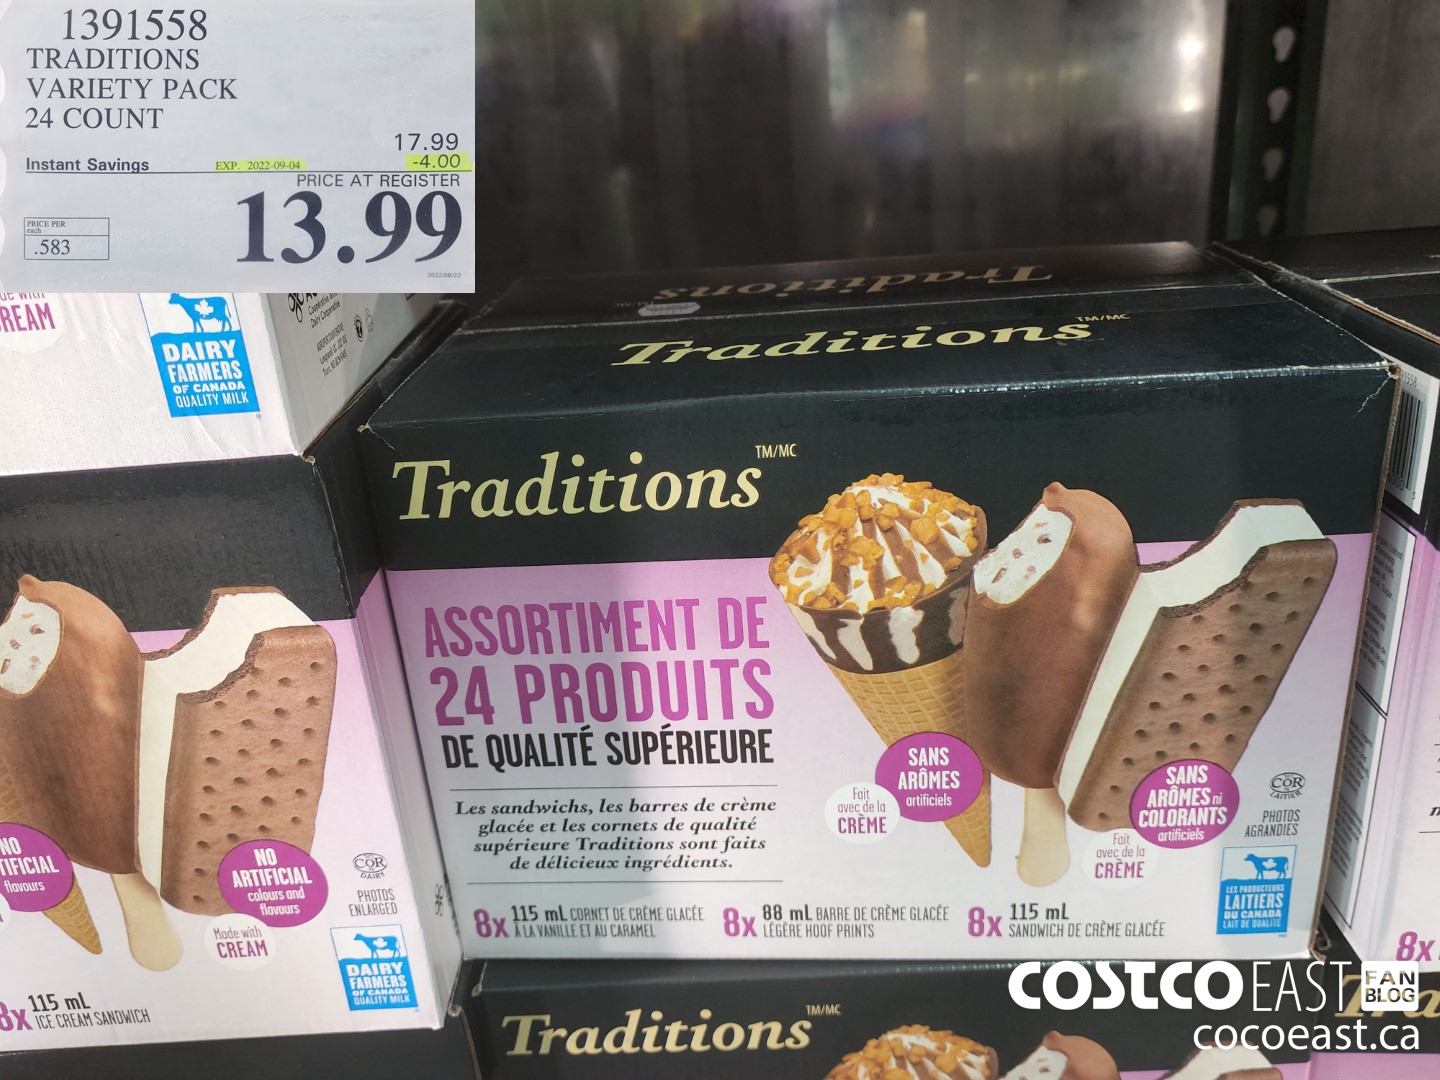 1391558
TRADITIONS
VARIETY PACK
24 COUNT
17.99
Instant Savings EXP. 2022-09-04 -4.00
PRICE AT REGISTER
13.99
PRICE PER
each
.583
2022/08/22
REAM
DAIRY
FARMERS
OF CANADA
QUALITY MILK
Traditions
Traditions
Traditions TM/MC
ASSORTIMENT DE
24 PRODUITS
DE QUALITÉ SUPÉRIEURE
Les sandwichs, les barres de crème
glacée et les cornets de qualité
supérieure Traditions sont faits
de délicieux ingrédients.
8x 115 mL CORNET DE CRÈME GLACÉE
À LA VANILLE ET AU CARAMEL
8x 88 mL BARRE DE CRÈME GLACÉE
LÉGÈRE HOOF PRINTS
8x 115 mL
SANDWICH DE CRÈME GLACÉE
Fait
avec de la
CRÈME
SANS
ARÔMES
artificiels
Fait
avec de la
CRÈME
SANS
ARÔMES ni
COLORANTS
artificiels
COR
LAITIER
PHOTOS
AGRANDIES
LES PRODUCTEURS
LAITIERS
DU CANADA
LAIT DE QUALITÉ
NO
TIFICIAL
flavours
NO
ARTIFICIAL
colours and
flavours
Made with
CREAM
COR
DAIRY
PHOTOS
ENLARGED
DAIRY
FARMERS
OF CANADA
QUALITY MILK
8x 115 mL
ICE CREAM SANDWICH
8x
Traditions TM/MC
COSTCO EAST FAN
BLOG
cocoeast.ca